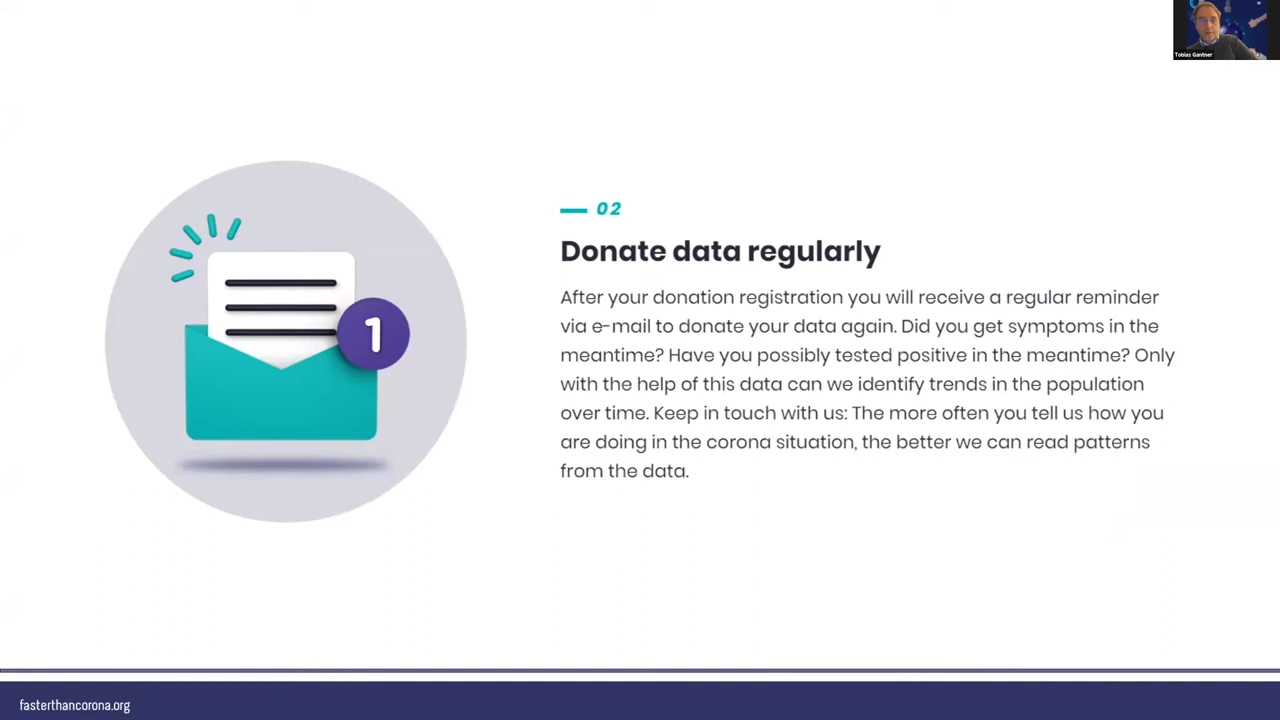 Tobias Gantner
02
Donate data regularly
After your donation registration you will receive a regular reminder
via e-mail to donate your data again. Did you get symptoms in the
meantime? Have you possibly tested positive in the meantime? Only
with the help of this data can we identify trends in the population
over time. Keep in touch with us: The more often you tell us how you
are doing in the corona situation, the better we can read patterns
from the data.
1
fasterthancorona.org